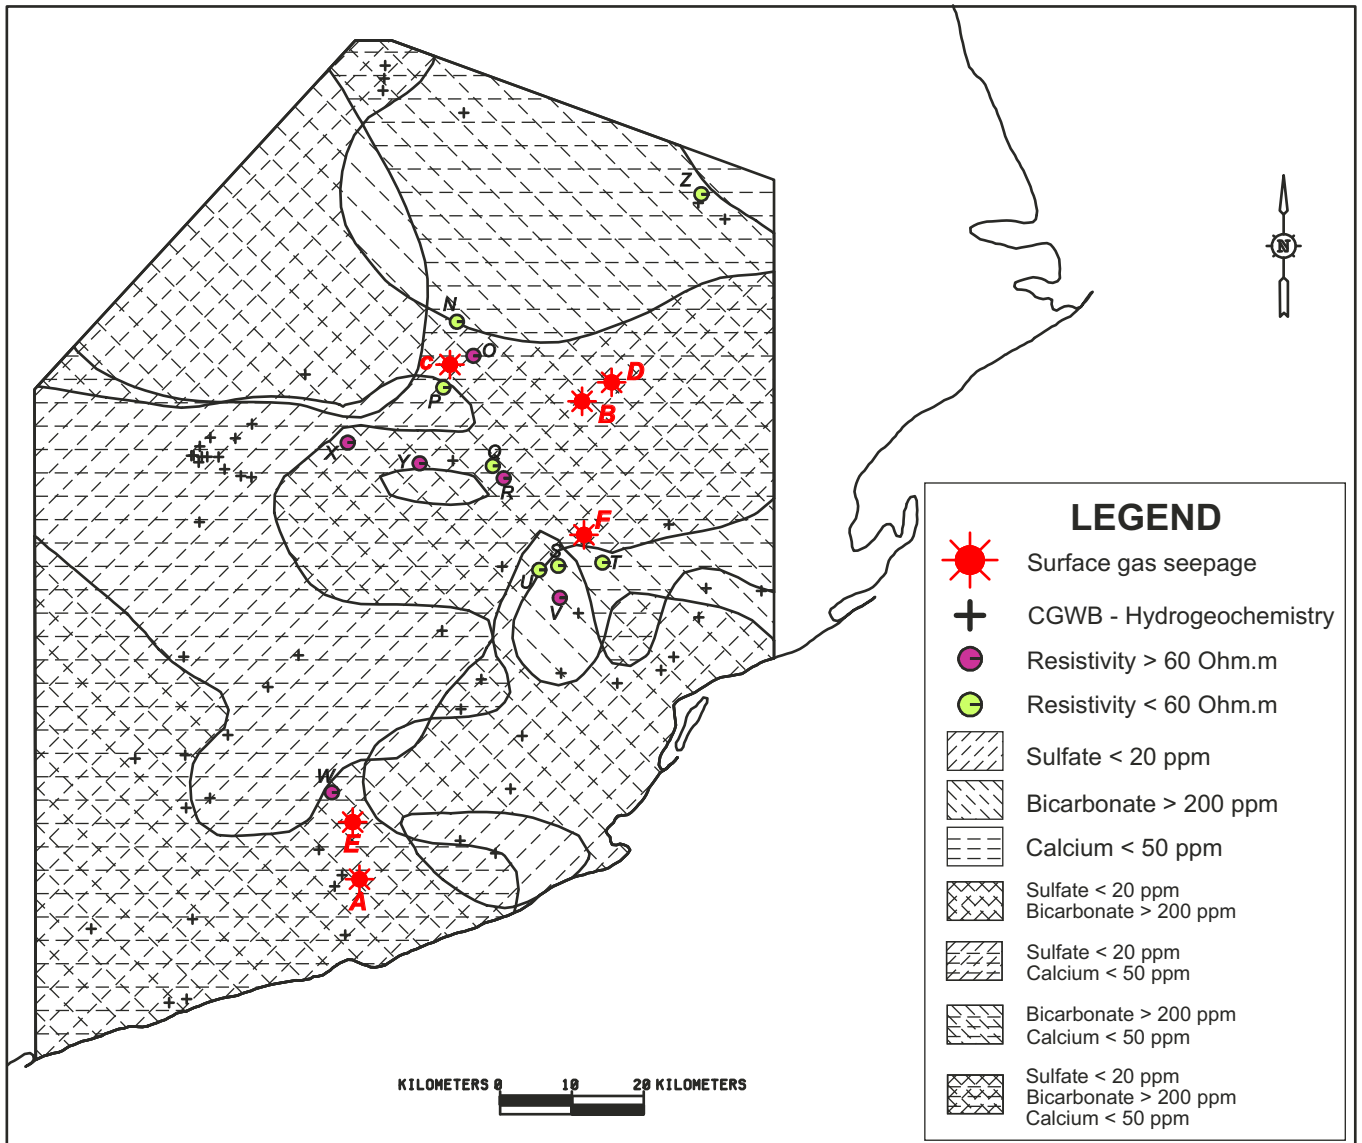 Z
N
O
C
P
D
B
X
Y
Q
R
F
S
U
T
V
W
E
A
N
KILOMETERS 0 10 20 KILOMETERS
LEGEND
Surface gas seepage
CGWB - Hydrogeochemistry
Resistivity > 60 Ohm.m
Resistivity < 60 Ohm.m
Sulfate < 20 ppm
Bicarbonate > 200 ppm
Calcium < 50 ppm
Sulfate < 20 ppm
Bicarbonate > 200 ppm
Sulfate < 20 ppm
Calcium < 50 ppm
Bicarbonate > 200 ppm
Calcium < 50 ppm
Sulfate < 20 ppm
Bicarbonate > 200 ppm
Calcium < 50 ppm